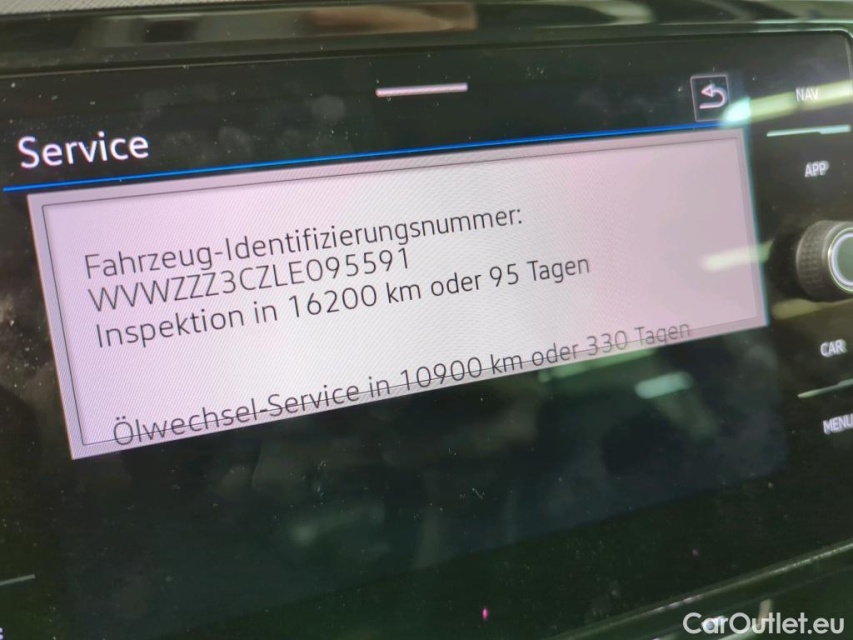 Service
NAV
APP
Fahrzeug-Identifizierungsnummer:
WVWZZZ3CZLE095591
Inspektion in 16200 km oder 95 Tagen
Ölwechsel-Service in 10900 km oder 330 Tagen
CAR
MENU
CarOutlet.eu